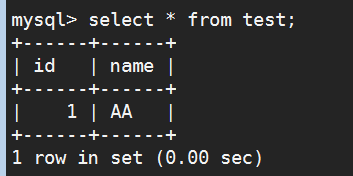 mysql> select * from test;
+------+------+
| id   | name |
+------+------+
|    1 | AA   |
+------+------+
1 row in set (0.00 sec)